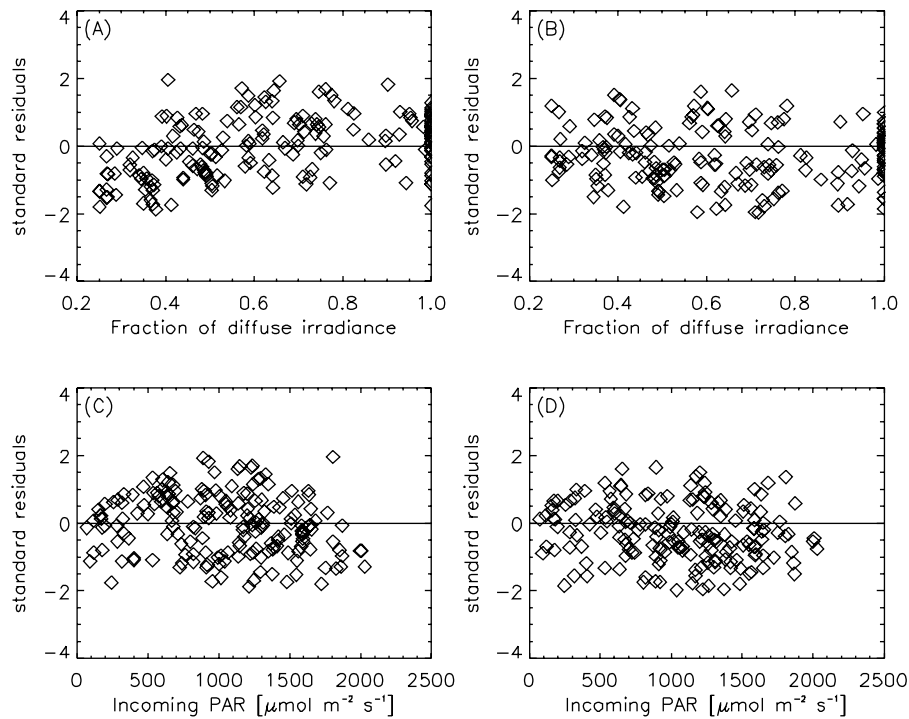 (A)
4
2
0
−2
−4
standard residuals
0.2 0.4 0.6 0.8 1.0
Fraction of diffuse irradiance
(B)
4
2
0
−2
−4
standard residuals
0.2 0.4 0.6 0.8 1.0
Fraction of diffuse irradiance
(C)
4
2
0
−2
−4
standard residuals
0 500 1000 1500 2000 2500
Incoming PAR [μmol m⁻² s⁻¹]
(D)
4
2
0
−2
−4
standard residuals
0 500 1000 1500 2000 2500
Incoming PAR [μmol m⁻² s⁻¹]